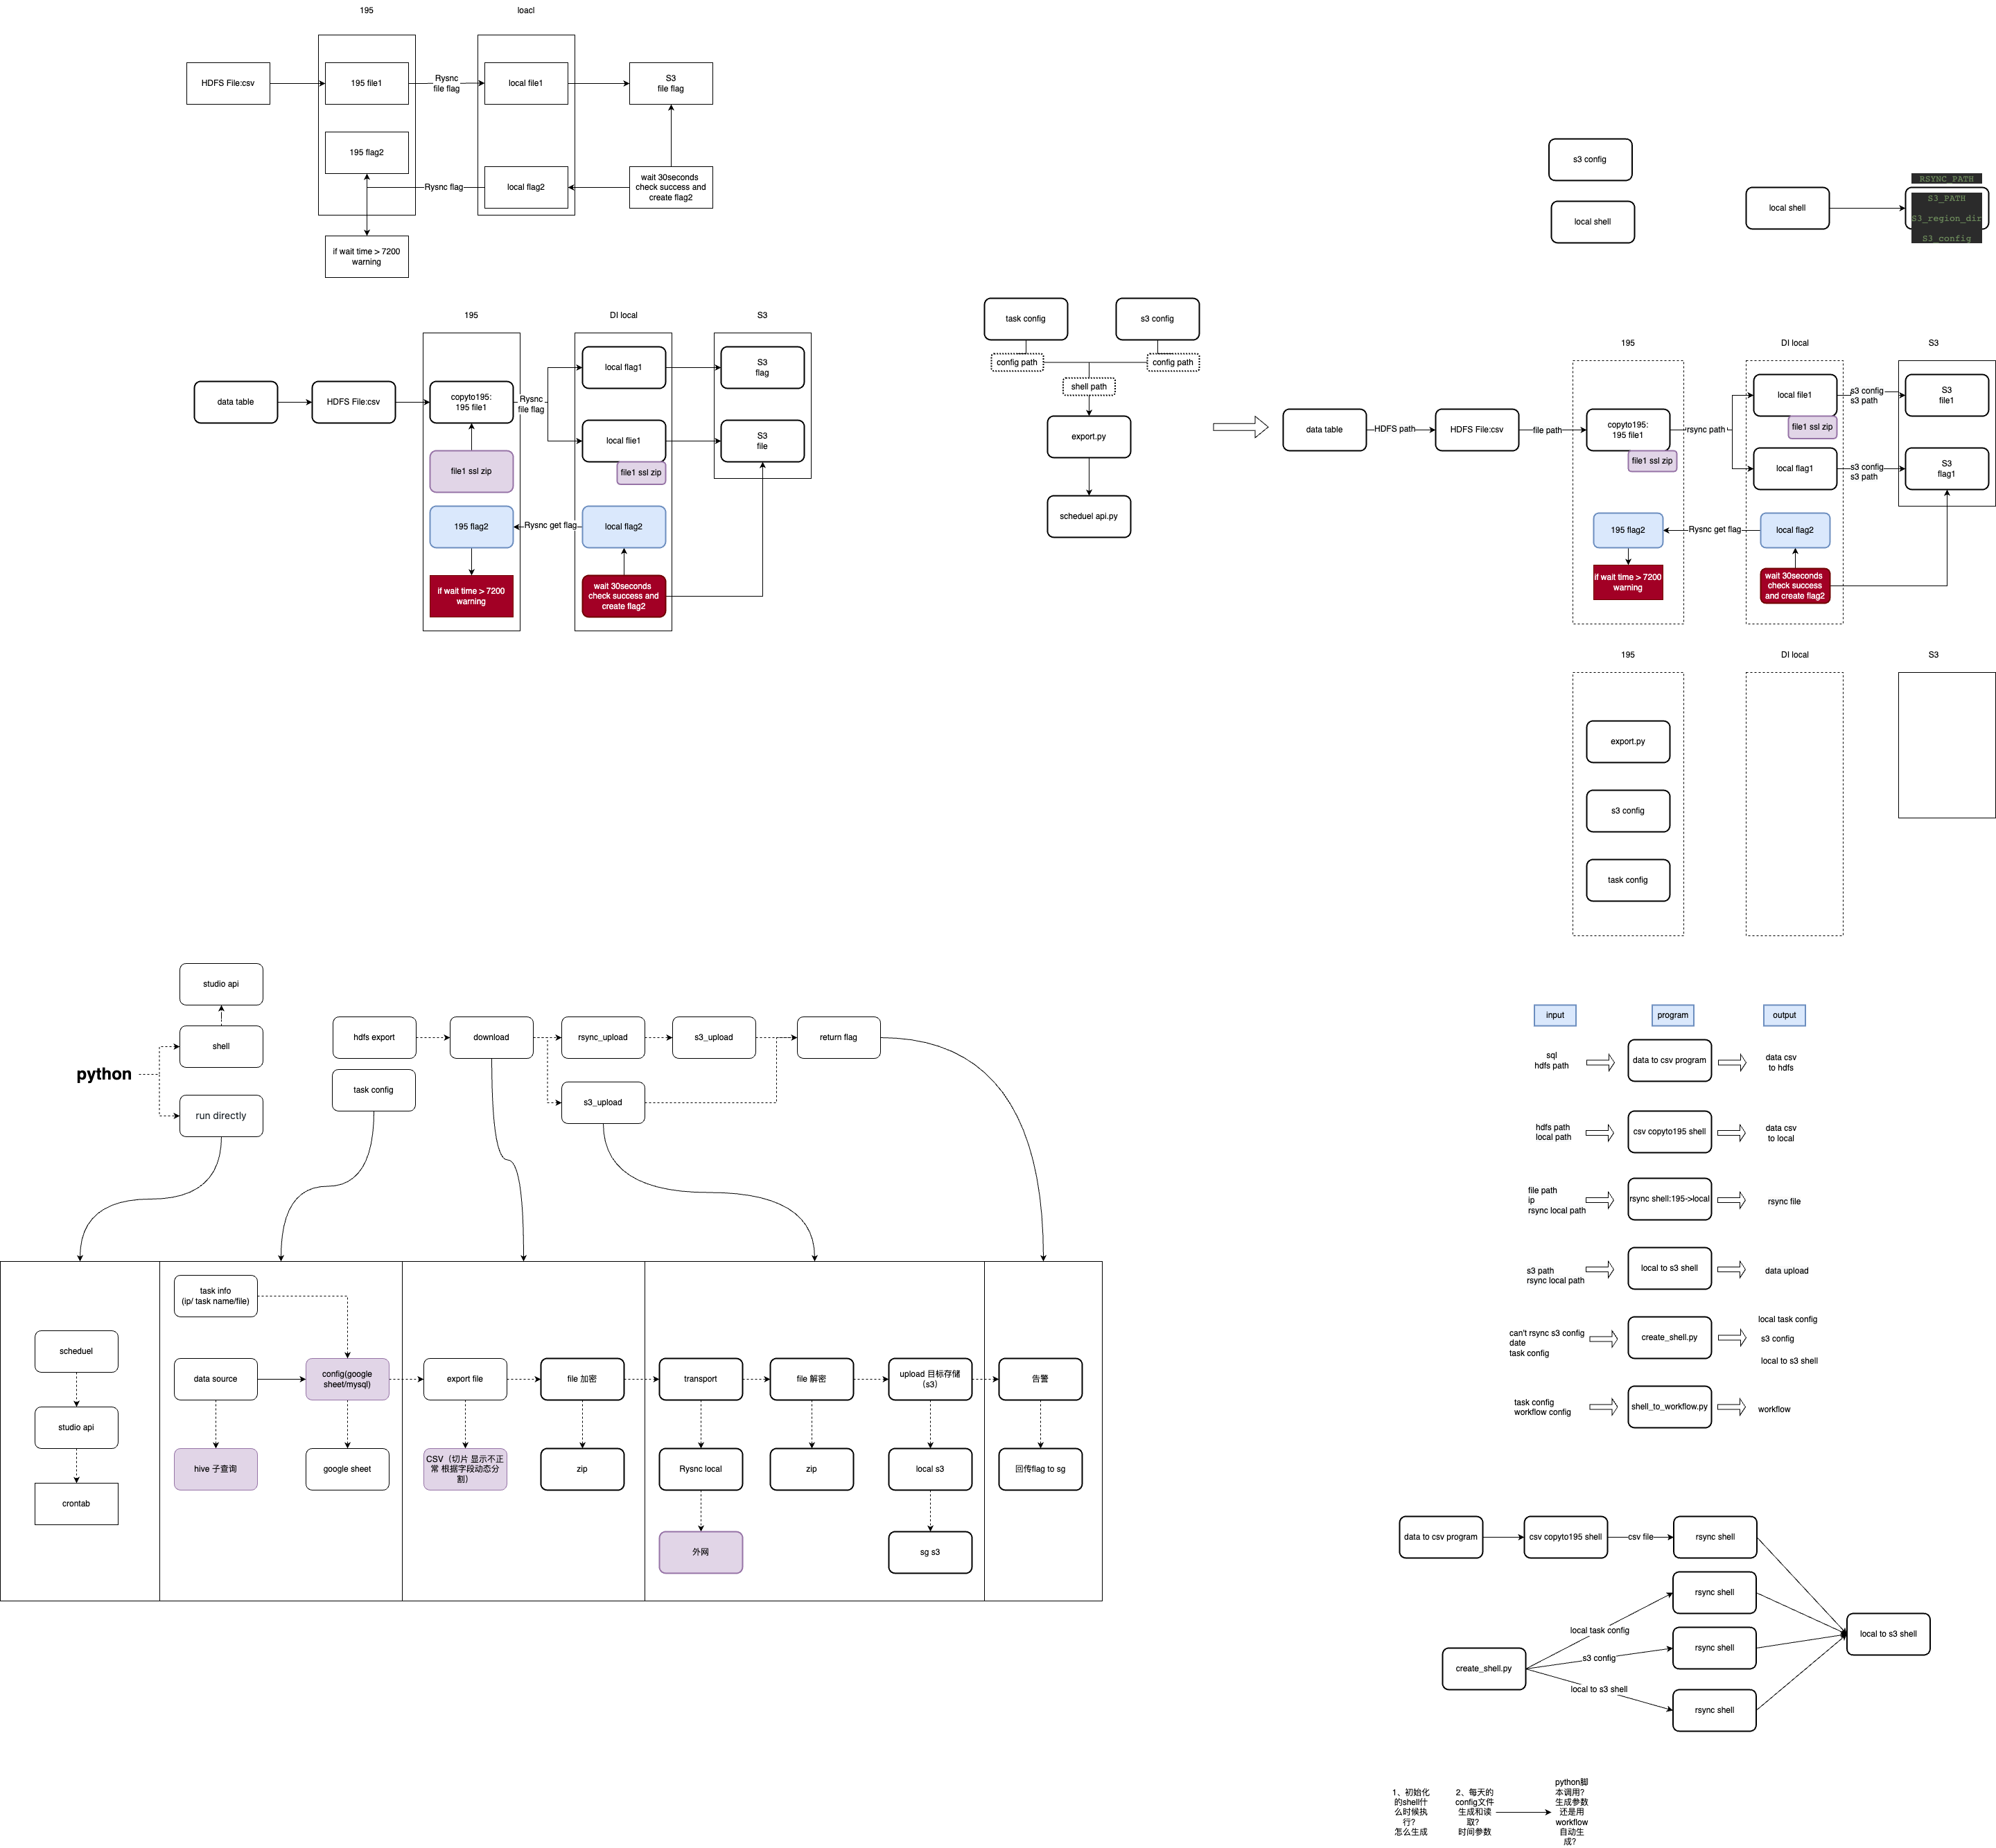 195
loacl
HDFS File:csv
195 file1
Rysnc
file flag
local file1
S3
file flag
195 flag2
Rysnc flag
local flag2
wait 30seconds
check success and
create flag2
if wait time > 7200
warning
s3 config
local shell
local shell
RSYNC_PATH
S3_PATH
S3_region_dir
S3_config
195
DI local
S3
data table
HDFS File:csv
copyto195:
195 file1
Rysnc
file flag
local flag1
S3
flag
local flie1
S3
file
file1 ssl zip
file1 ssl zip
195 flag2
Rysnc get flag
local flag2
if wait time > 7200
warning
wait 30seconds
check success and
create flag2
task config
s3 config
config path
config path
shell path
export.py
scheduel api.py
195
DI local
S3
data table
HDFS path
HDFS File:csv
file path
copyto195:
195 file1
file1 ssl zip
rsync path
local file1
file1 ssl zip
s3 config
s3 path
S3
file1
local flag1
s3 config
s3 path
S3
flag1
195 flag2
Rysnc get flag
local flag2
if wait time > 7200
warning
wait 30seconds
check success
and create flag2
195
DI local
S3
export.py
s3 config
task config
studio api
shell
python
run directly
hdfs export
download
rsync_upload
s3_upload
return flag
task config
s3_upload
task info
(ip/ task name/file)
scheduel
data source
config(google
sheet/mysql)
export file
file 加密
transport
file 解密
upload 目标存储
（s3）
告警
studio api
hive 子查询
google sheet
CSV（切片 显示不正
常 根据字段动态分
割）
zip
Rysnc local
zip
local s3
回传flag to sg
crontab
外网
sg s3
input
program
output
sql
hdfs path
data to csv program
data csv
to hdfs
hdfs path
local path
csv copyto195 shell
data csv
to local
file path
ip
rsync local path
rsync shell:195->local
rsync file
s3 path
rsync local path
local to s3 shell
data upload
can't rsync s3 config
date
task config
create_shell.py
local task config
s3 config
local to s3 shell
task config
workflow config
shell_to_workflow.py
workflow
data to csv program
csv copyto195 shell
csv file
rsync shell
rsync shell
local task config
rsync shell
local to s3 shell
create_shell.py
s3 config
local to s3 shell
rsync shell
1、初始化
的shell什
么时候执
行?
怎么生成
2、每天的
config文件
生成和读
取?
时间参数
python脚
本调用?
生成参数
还是用
workflow
自动生
成?